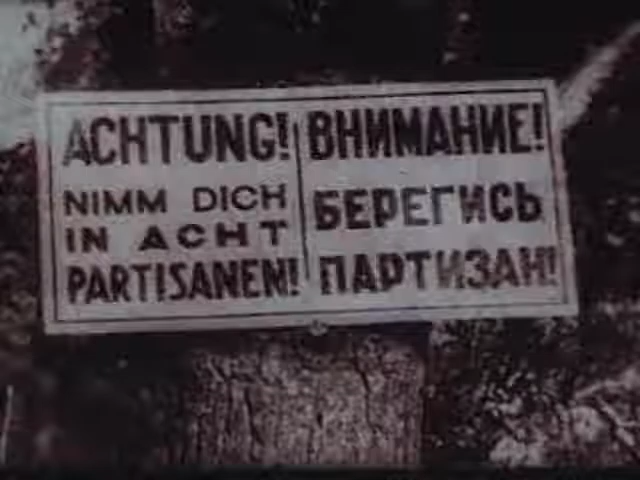 ACHTUNG!
NIMM DICH
IN ACHT
PARTISANEN!
ВНИМАНИЕ!
БЕРЕГИСЬ
ПАРТИЗАН!